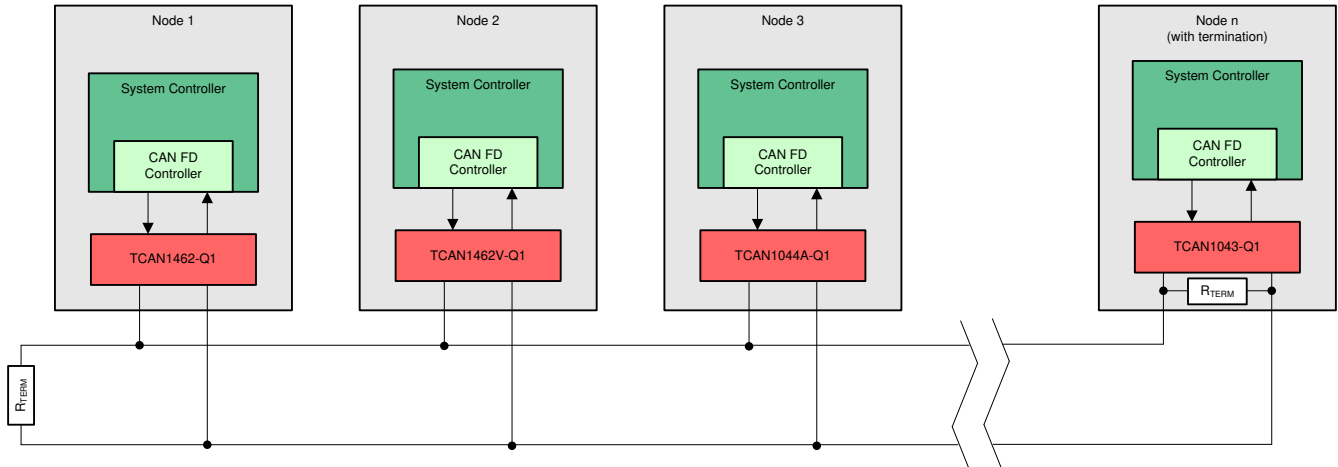 Node 1
System Controller
CAN FD
Controller
TCAN1462-Q1
Node 2
System Controller
CAN FD
Controller
TCAN1462V-Q1
Node 3
System Controller
CAN FD
Controller
TCAN1044A-Q1
Node n
(with termination)
System Controller
CAN FD
Controller
TCAN1043-Q1
RTERM
RTERM